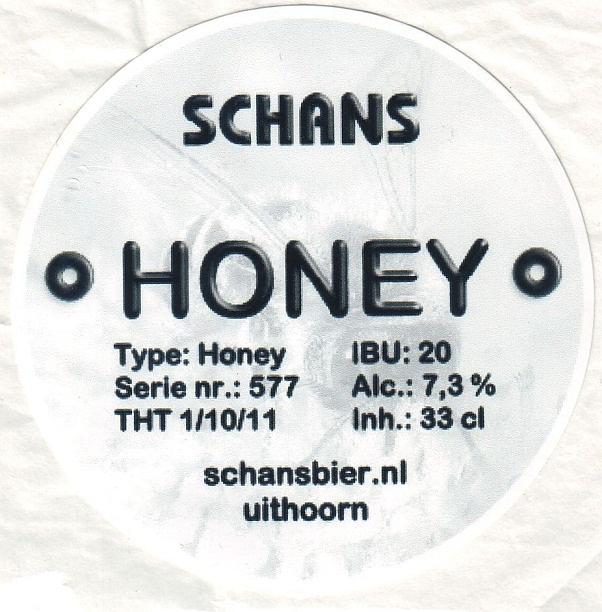 SCHANS
HONEY
Type: Honey
Serie nr.: 577
THT 1/10/11
IBU: 20
Alc.: 7,3 %
Inh.: 33 cl
schansbier.nl
uithoorn